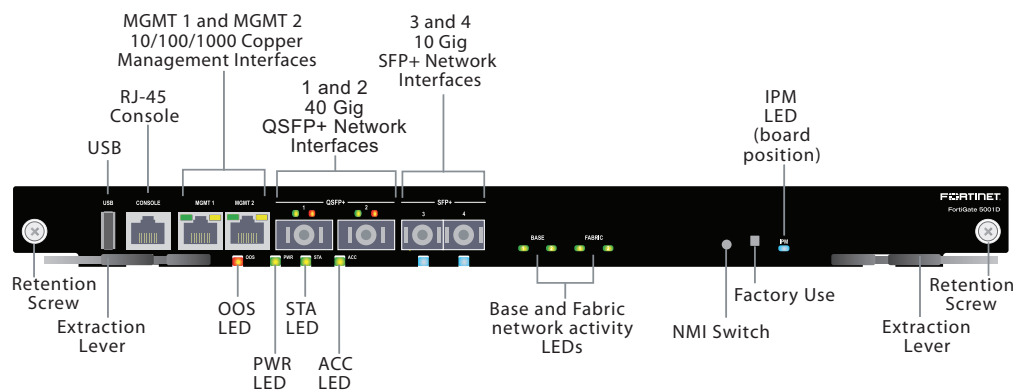 MGMT 1 and MGMT 2
10/100/1000 Copper
Management Interfaces
3 and 4
10 Gig
SFP+ Network
Interfaces
RJ-45
Console
1 and 2
40 Gig
QSFP+ Network
Interfaces
IPM
LED
(board
position)
USB
USB
CONSOLE
MGMT 1
MGMT 2
QSFP+
1
2
SFP+
3
4
BASE
FABRIC
IPM
FORTINET
FortiGate 5001D
OOS
PWR
STA
ACC
Retention
Screw
Extraction
Lever
OOS
LED
PWR
LED
STA
LED
ACC
LED
Base and Fabric
network activity
LEDs
NMI Switch
Factory Use
Extraction
Lever
Retention
Screw